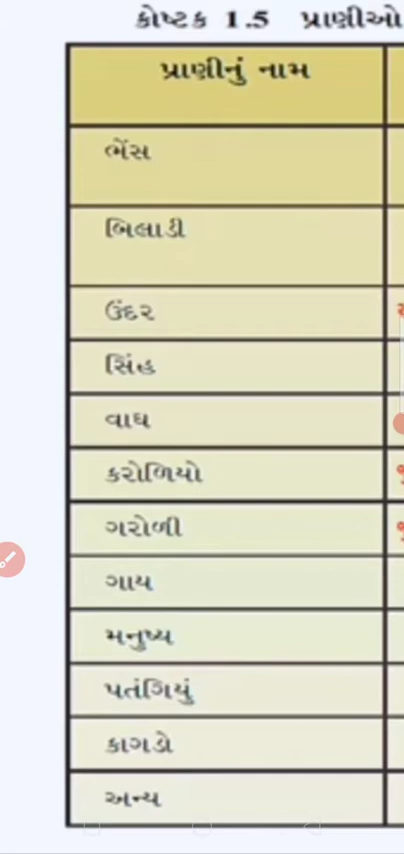 કોષ્ટક 1.5 પ્રાણીઓ
પ્રાણીનું નામ
ભેંસ
બિલાડી
ઉંદર
સિંહ
વાઘ
કરોળિયો
ગરોળી
ગાય
મનુષ્ય
પતંગિયું
કાગડો
અન્ય